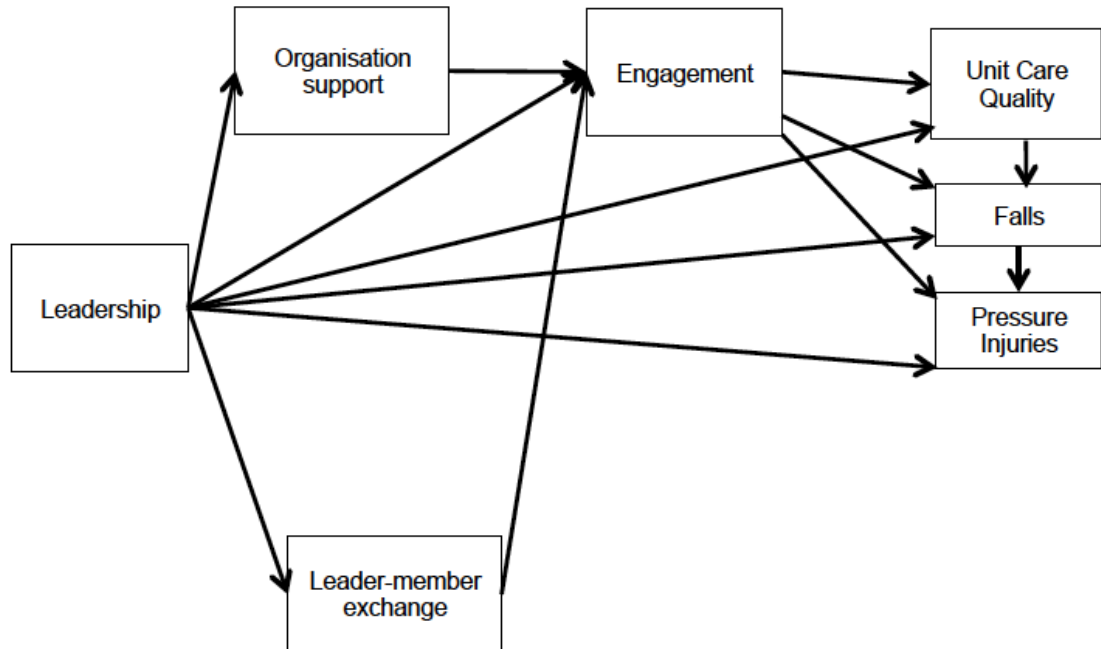 Organisation
support
Engagement
Unit Care
Quality
Falls
Leadership
Pressure
Injuries
Leader-member
exchange